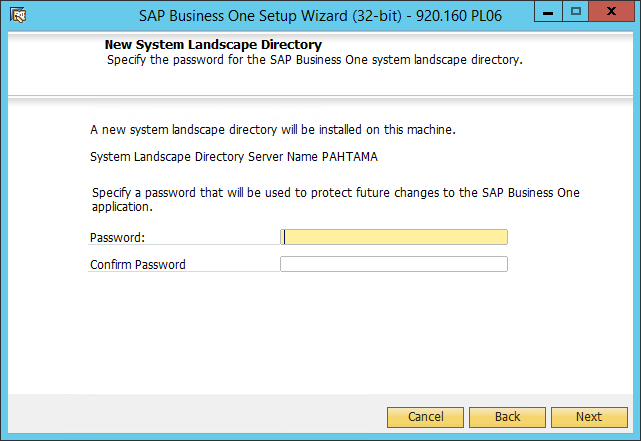 SAP Business One Setup Wizard (32-bit) - 920.160 PL06
New System Landscape Directory
Specify the password for the SAP Business One system landscape directory.
A new system landscape directory will be installed on this machine.
System Landscape Directory Server Name PAHTAMA
Specify a password that will be used to protect future changes to the SAP Business One
application.
Password:
Confirm Password
Cancel Back Next